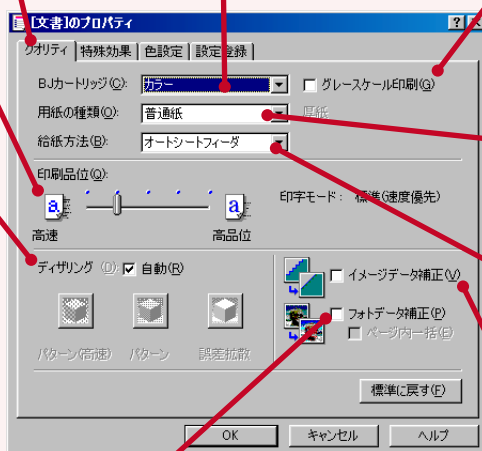 [文書]のプロパティ
クオリティ 特殊効果 色設定 設定登録
BJカートリッジ(C): カラー グレースケール印刷(G)
用紙の種類(O): 普通紙 厚紙
給紙方法(B): オートシートフィーダ
印刷品位(Q):
a a
印字モード: 標準(速度優先)
高速 高品位
ディザリング (D): 自動(R)
イメージデータ補正(V)
フォトデータ補正(P)
ページ内一括(E)
パターン(高速) パターン 誤差拡散
標準に戻す(F)
OK キャンセル ヘルプ